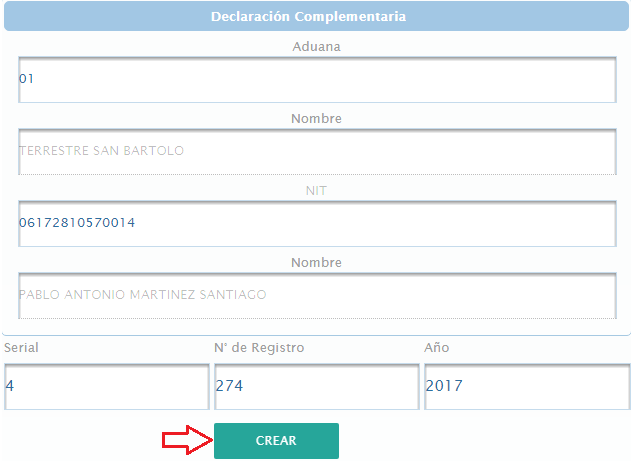 Declaración Complementaria
Aduana
01
Nombre
TERRESTRE SAN BARTOLO
NIT
06172810570014
Nombre
PABLO ANTONIO MARTINEZ SANTIAGO
Serial N° de Registro Año
4 274 2017
CREAR